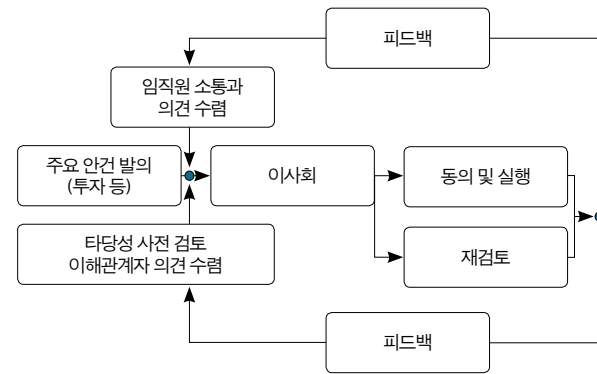 피드백
임직원 소통과
의견 수렴
주요 안건 발의
(투자 등)
이사회
동의 및 실행
타당성 사전 검토
이해관계자 의견 수렴
재검토
피드백